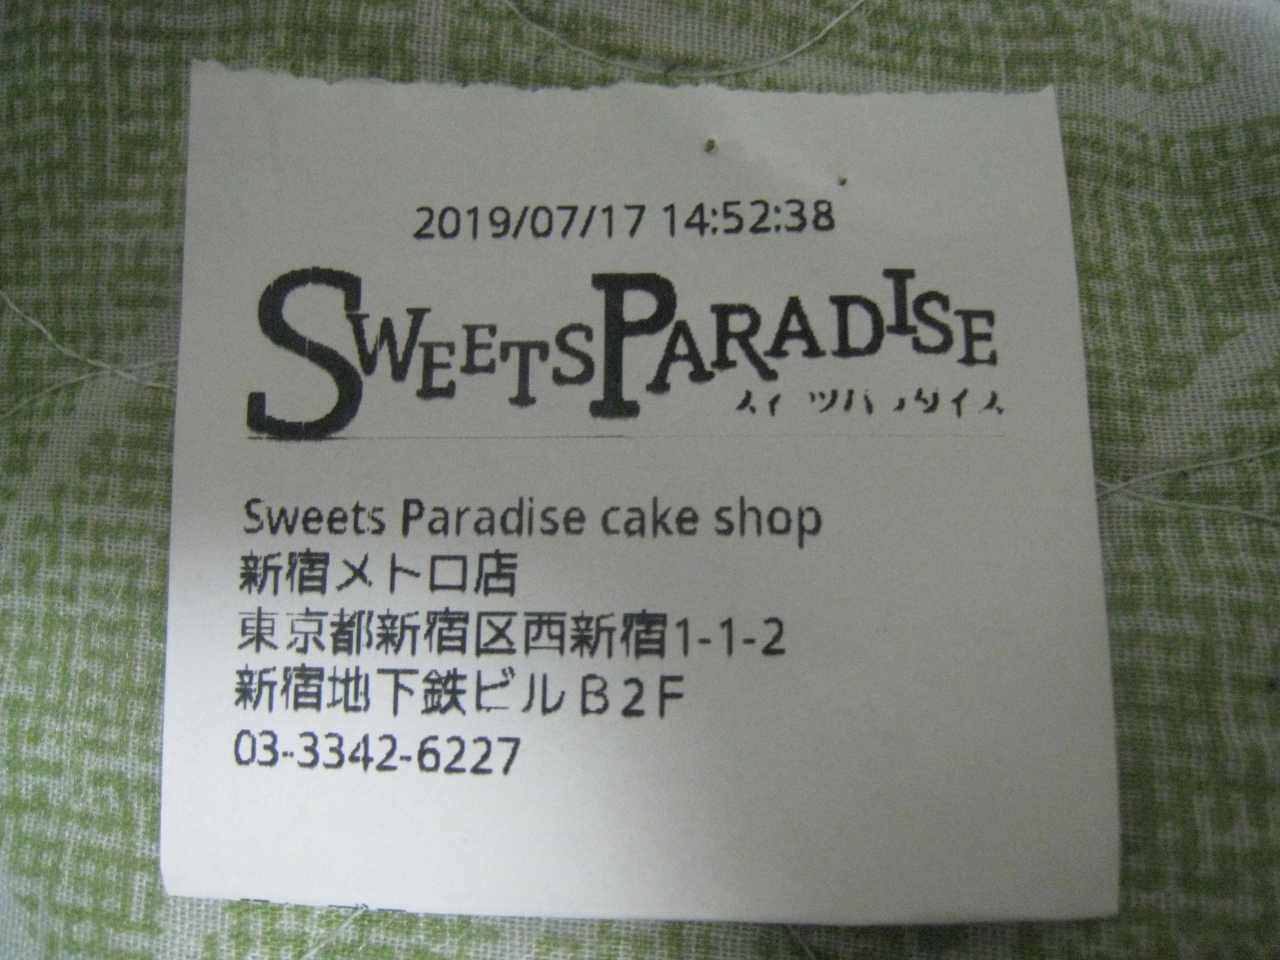 2019/07/17 14:52:38
SWEETSPARADISE
スイーツパラダイス
Sweets Paradise cake shop
新宿メトロ店
東京都新宿区西新宿1-1-2
新宿地下鉄ビルB2F
03-3342-6227